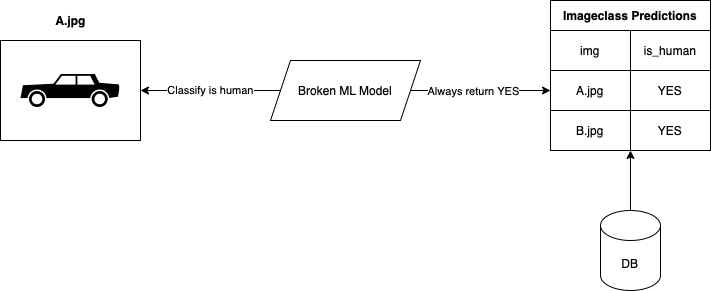 A.jpg
Classify is human
Broken ML Model
Always return YES
Imageclass Predictions
img is_human
A.jpg YES
B.jpg YES
DB